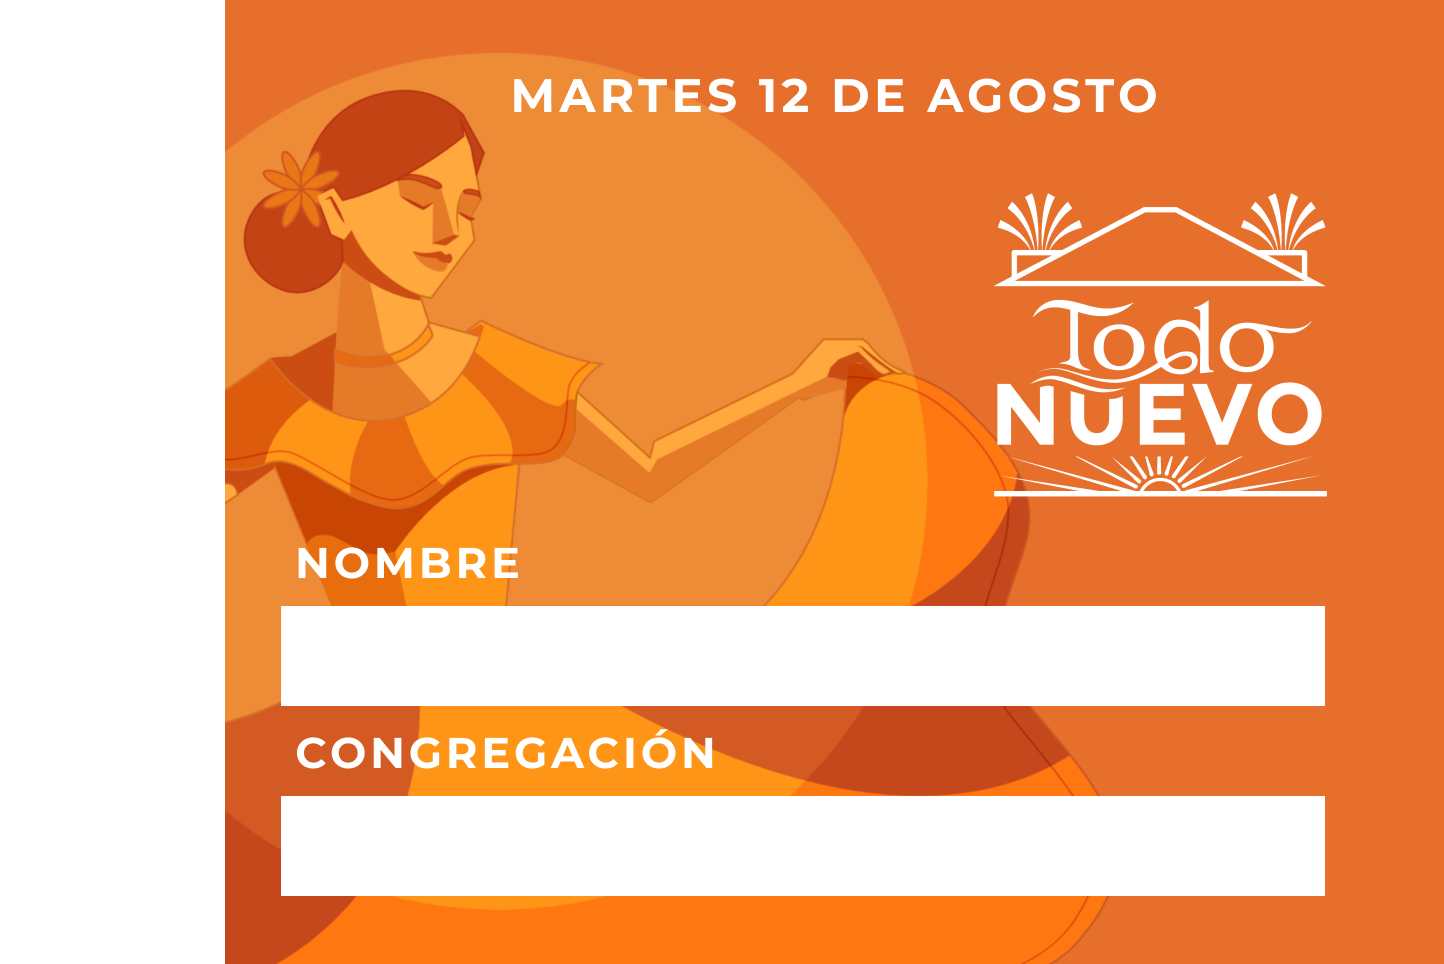 MARTES 12 DE AGOSTO
Todo
NUEVO
NOMBRE
CONGREGACIÓN